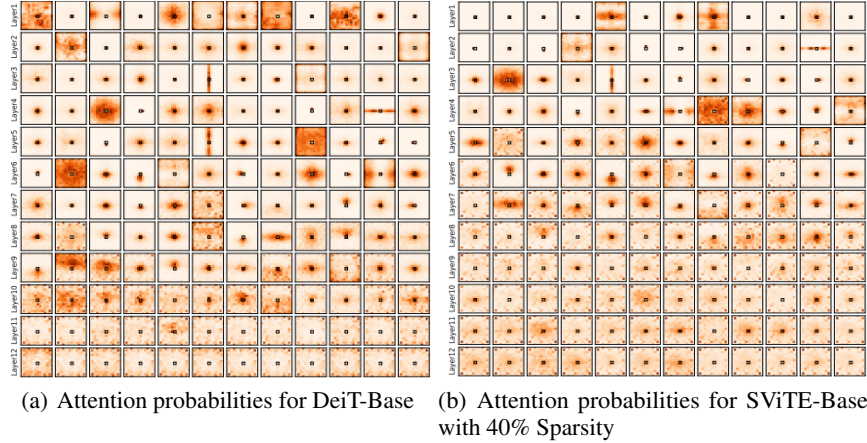 Layer1
Layer2
Layer3
Layer4
Layer5
Layer6
Layer7
Layer8
Layer9
Layer10
Layer11
Layer12
(a) Attention probabilities for DeiT-Base
Layer1
Layer2
Layer3
Layer4
Layer5
Layer6
Layer7
Layer8
Layer9
Layer10
Layer11
Layer12
(b) Attention probabilities for SViTE-Base
with 40% Sparsity